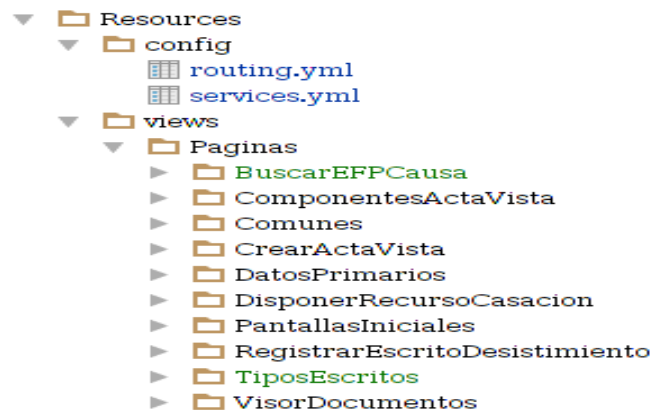 Resources
config
routing.yml
services.yml
views
Paginas
BuscarEFPCausa
ComponentesActaVista
Comunes
CrearActaVista
DatosPrimarios
DisponerRecursoCasacion
PantallasIniciales
RegistrarEscritoDesistimiento
TiposEscritos
VisorDocumentos